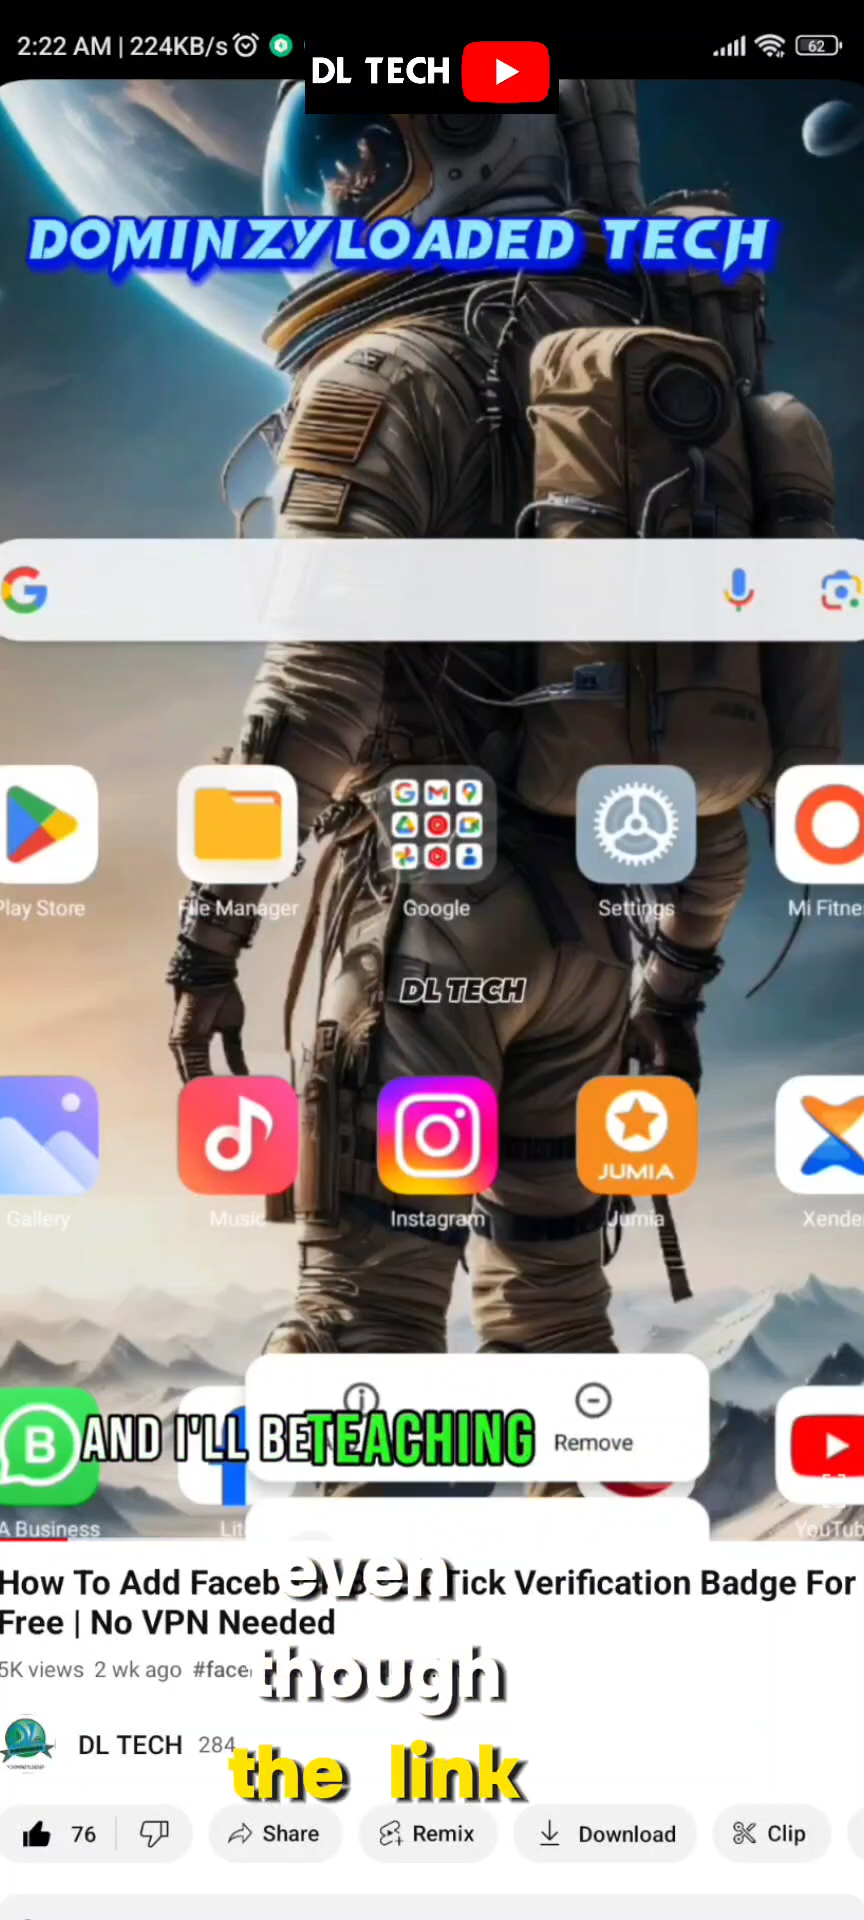 2:22 AM | 224KB/s
62
DL TECH
DOMINZYLOADED TECH
Play Store
File Manager
Google
Settings
Mi Fitne
DL TECH
JUMIA
Gallery
Music
Instagram
Jumia
Xende
B
AND I'LL BE TEACHING
Remove
A Business
Lit
YouTub
even
though
the link
How To Add Faceb Tick Verification Badge For
Free | No VPN Needed
5K views 2 wk ago #face
DL TECH 284
76
Share
Remix
Download
Clip